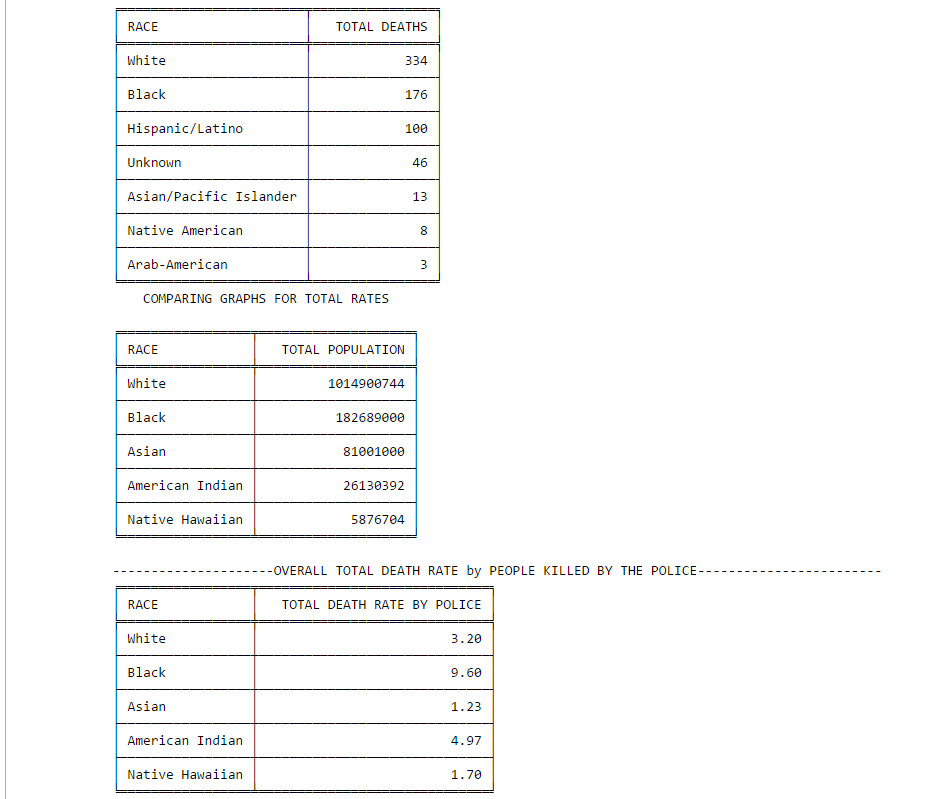 RACE TOTAL DEATHS
White 334
Black 176
Hispanic/Latino 100
Unknown 46
Asian/Pacific Islander 13
Native American 8
Arab-American 3
COMPARING GRAPHS FOR TOTAL RATES
RACE TOTAL POPULATION
White 1014900744
Black 182689000
Asian 81001000
American Indian 26130392
Native Hawaiian 5876704
---------------------OVERALL TOTAL DEATH RATE by PEOPLE KILLED BY THE POLICE------------------------
RACE TOTAL DEATH RATE BY POLICE
White 3.20
Black 9.60
Asian 1.23
American Indian 4.97
Native Hawaiian 1.70